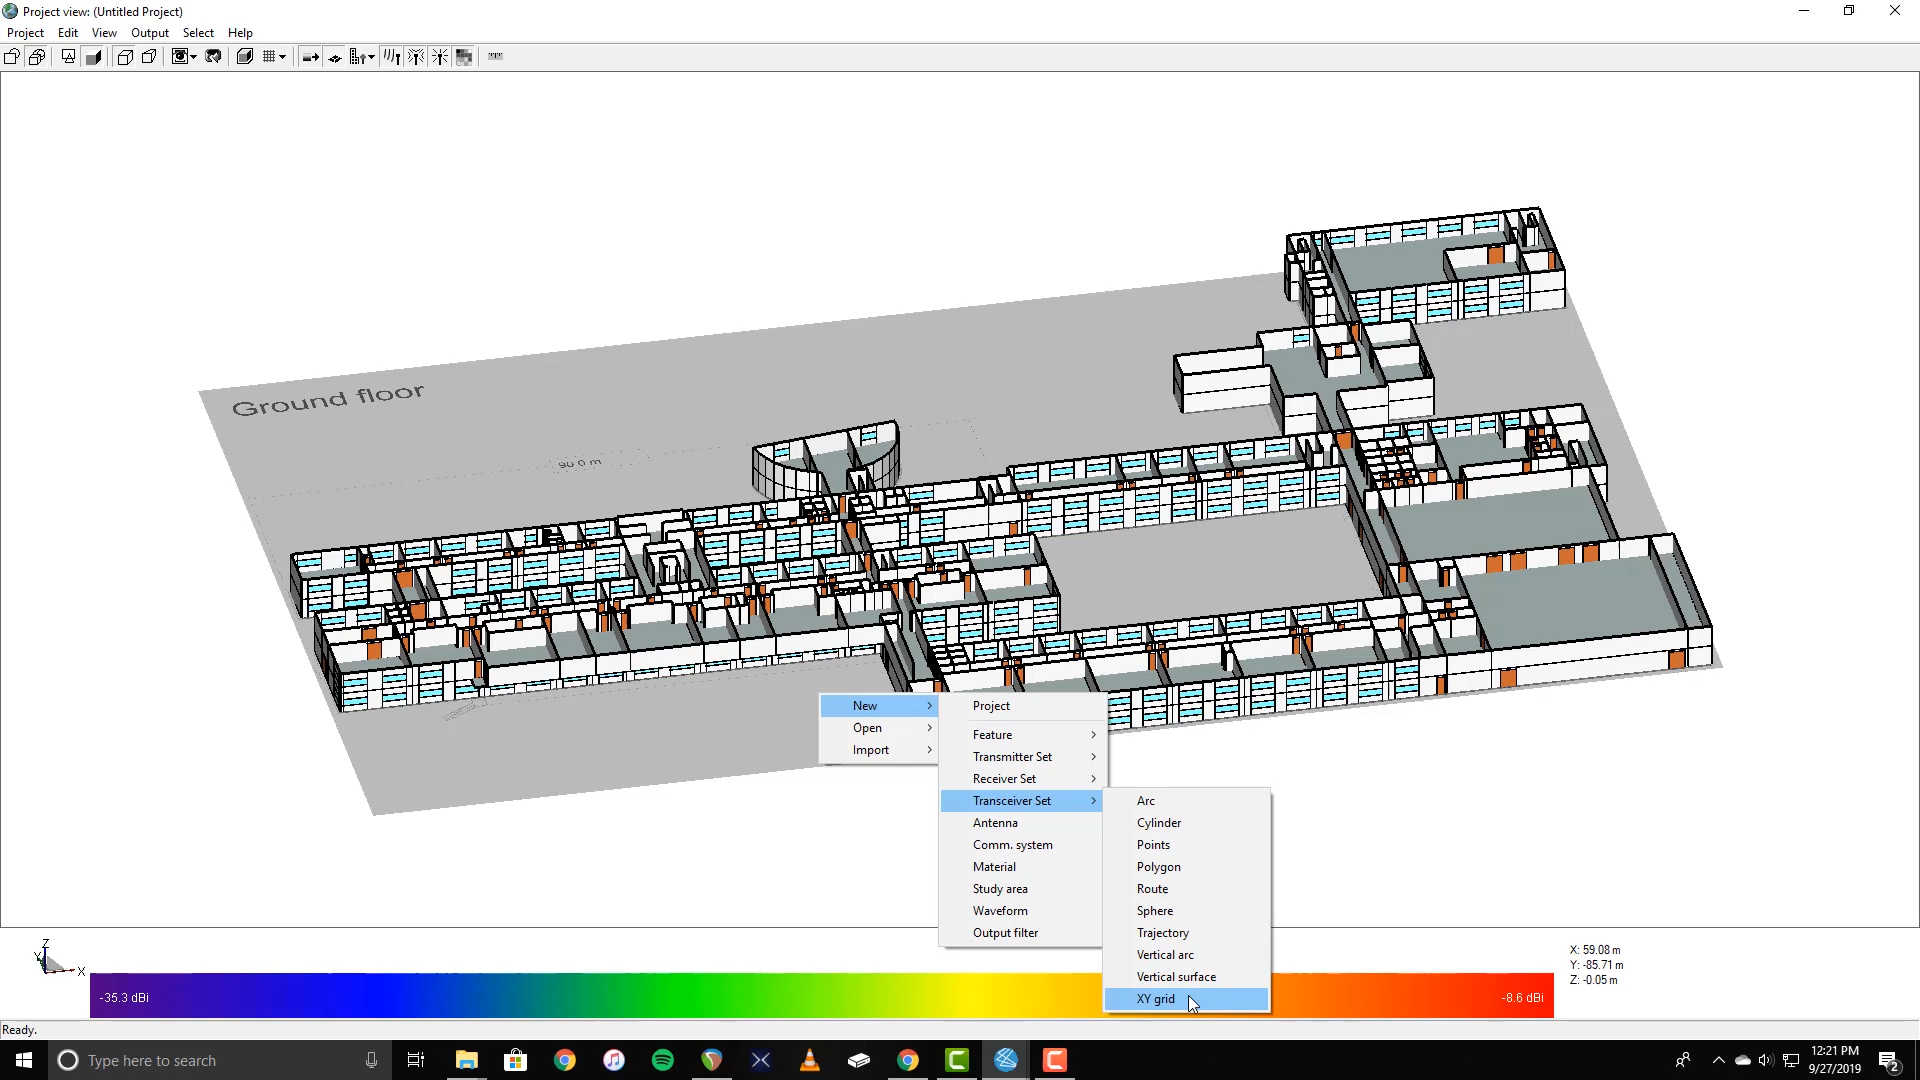 Project view: (Untitled Project)
Project Edit View Output Select Help
Ground floor
90.0 m
New
Open
Import
Project
Feature
Transmitter Set
Receiver Set
Transceiver Set
Antenna
Comm. system
Material
Study area
Waveform
Output filter
Arc
Cylinder
Points
Polygon
Route
Sphere
Trajectory
Vertical arc
Vertical surface
XY grid
Z
Y
X
-35.3 dBi
-8.6 dBi
X: 59.08 m
Y: -85.71 m
Z: -0.05 m
Ready.
Type here to search
12:21 PM
9/27/2019
2